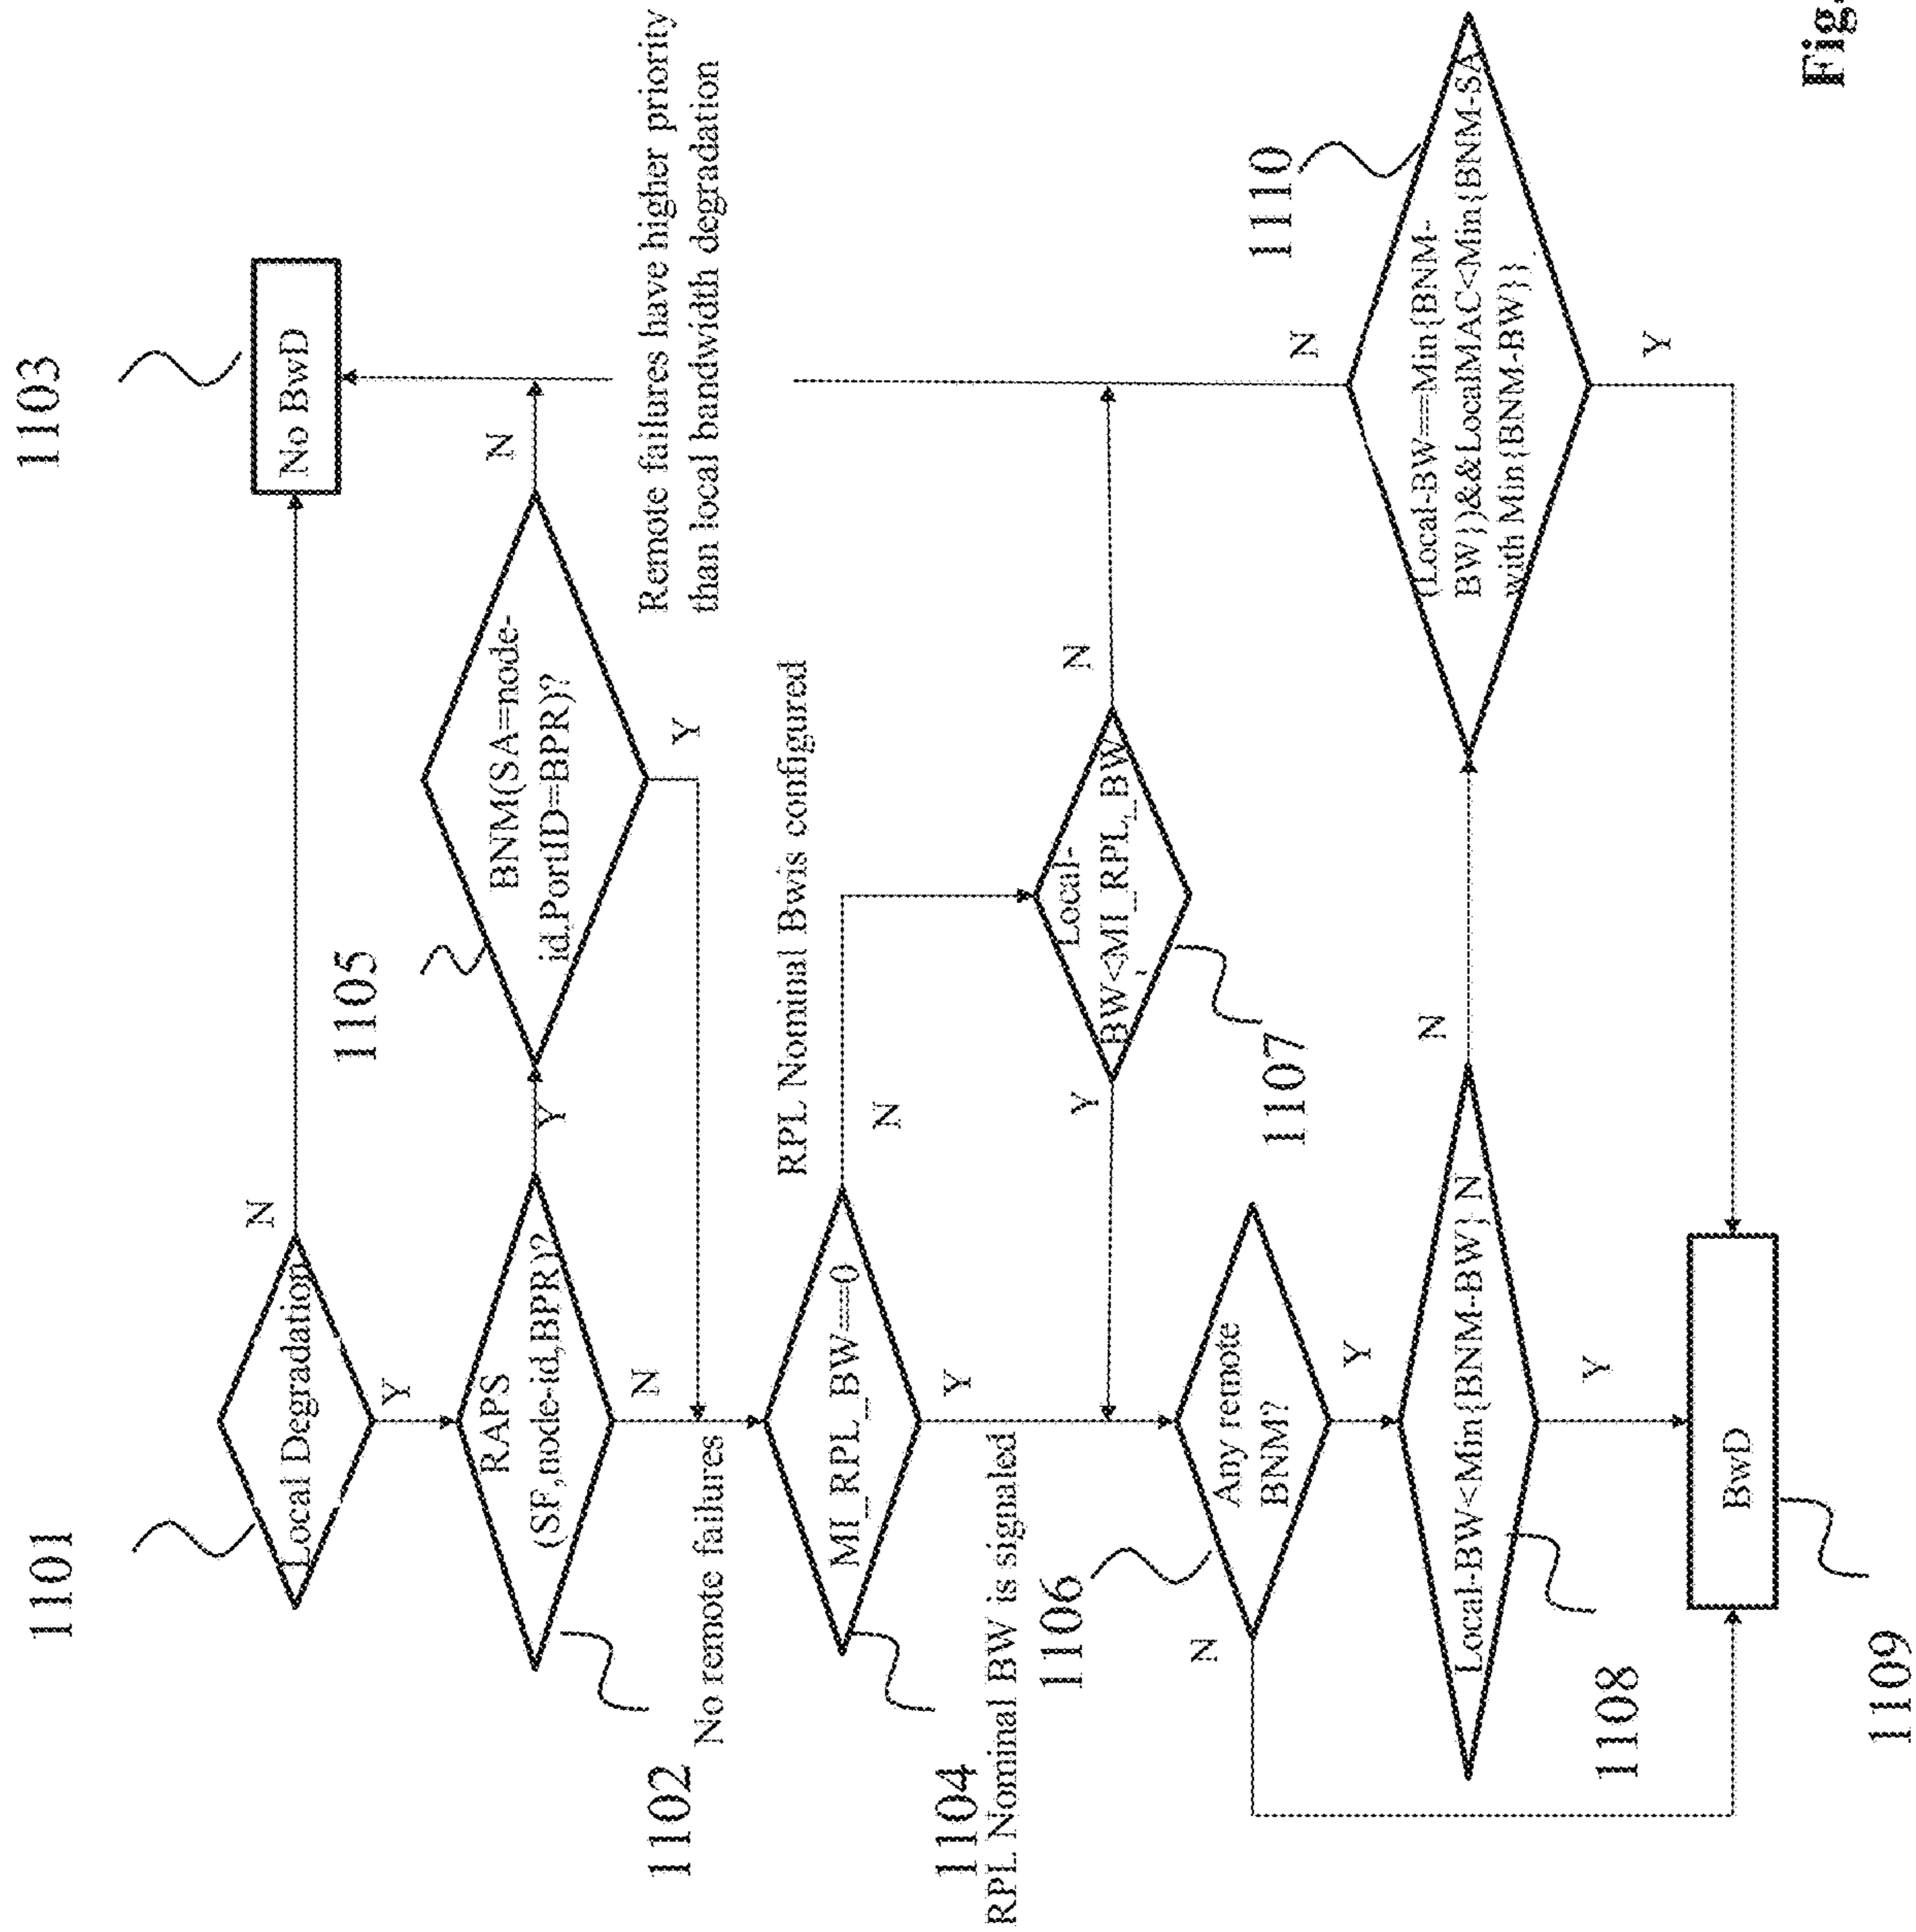 1101
Local Degradation
N
Y
1103
No BwD
RAPS
(SF,node-id,BPR)?
Y
N
1102
1105
BNM(SA=node-
id,PortID=BPR)?
N
Y
Remote failures have higher priority
than local bandwidth degradation
No remote failures
MI_RPL_BW==0
N
Y
1104
RPL Nominal Bwis configured
RPL Nominal BW is signaled
Local-
BW<MI_RPL_BW
Y
N
1107
1106
Any remote
BNM?
N
Y
Local-BW<Min{BNM-BW} N
N
Y
1108
1110
(Local-BW==Min{BNM-
BW})&&LocalMAC<Min{BNM-SA
with Min{BNM-BW}}
N
Y
BwD
1109
Fig.